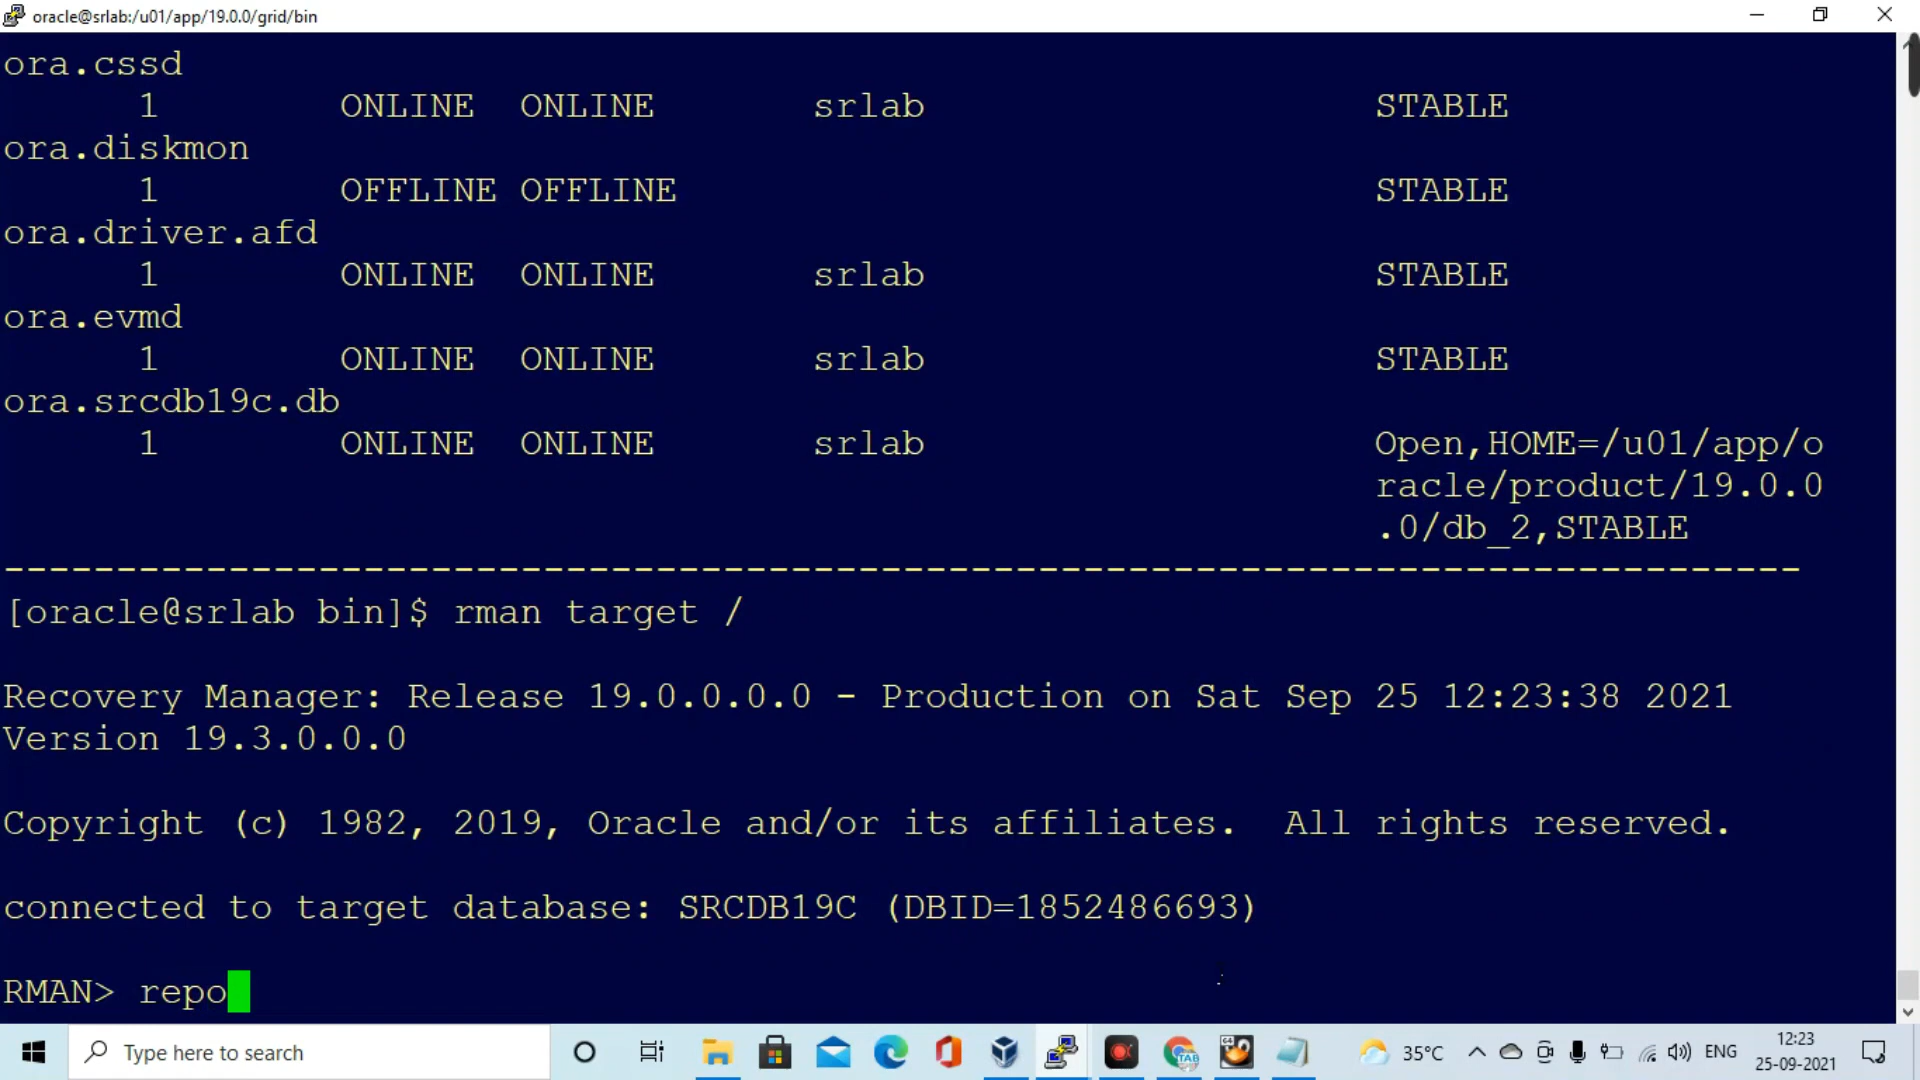 oracle@srlab:/u01/app/19.0.0/grid/bin
ora.cssd
1 ONLINE ONLINE srlab STABLE
ora.diskmon
1 OFFLINE OFFLINE STABLE
ora.driver.afd
1 ONLINE ONLINE srlab STABLE
ora.evmd
1 ONLINE ONLINE srlab STABLE
ora.srcdb19c.db
1 ONLINE ONLINE srlab Open,HOME=/u01/app/o
racle/product/19.0.0
.0/db_2,STABLE
--------------------------------------------------------------------------------
[oracle@srlab bin]$ rman target /
Recovery Manager: Release 19.0.0.0.0 - Production on Sat Sep 25 12:23:38 2021
Version 19.3.0.0.0
Copyright (c) 1982, 2019, Oracle and/or its affiliates. All rights reserved.
connected to target database: SRCDB19C (DBID=1852486693)
RMAN> repo
Type here to search
TAB
64
35°C
ENG
12:23
25-09-2021